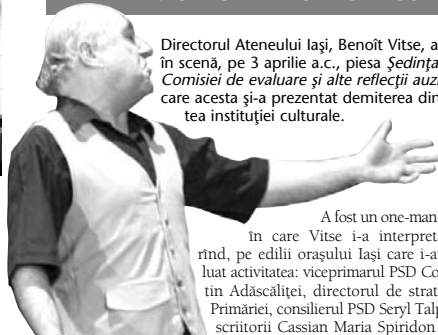 Directorul Ateneului Iaşi, Benoît Vitse, a
în scenă, pe 3 aprilie a.c., piesa Şedinţa
Comisiei de evaluare şi alte reflecţii auzi
care acesta şi-a prezentat demiterea din
tea instituţiei culturale.
A fost un one-man
în care Vitse i-a interpret
rînd, pe edilii oraşului Iaşi care i-a
luat activitatea: viceprimarul PSD Co
tin Adăscăliţei, directorul de strat
Primăriei, consilierul PSD Seryl Talp
scriitorii Cassian Maria Spiridon,